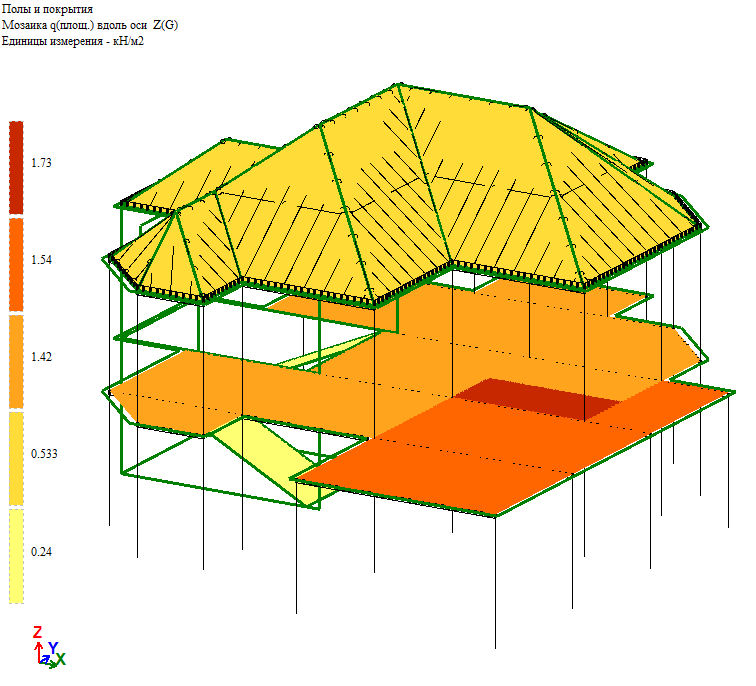 Полы и покрытия
Мозаика q(площ.) вдоль оси Z(G)
Единицы измерения - кН/м2
1.73
1.54
1.42
0.533
0.24
Z
Y
X